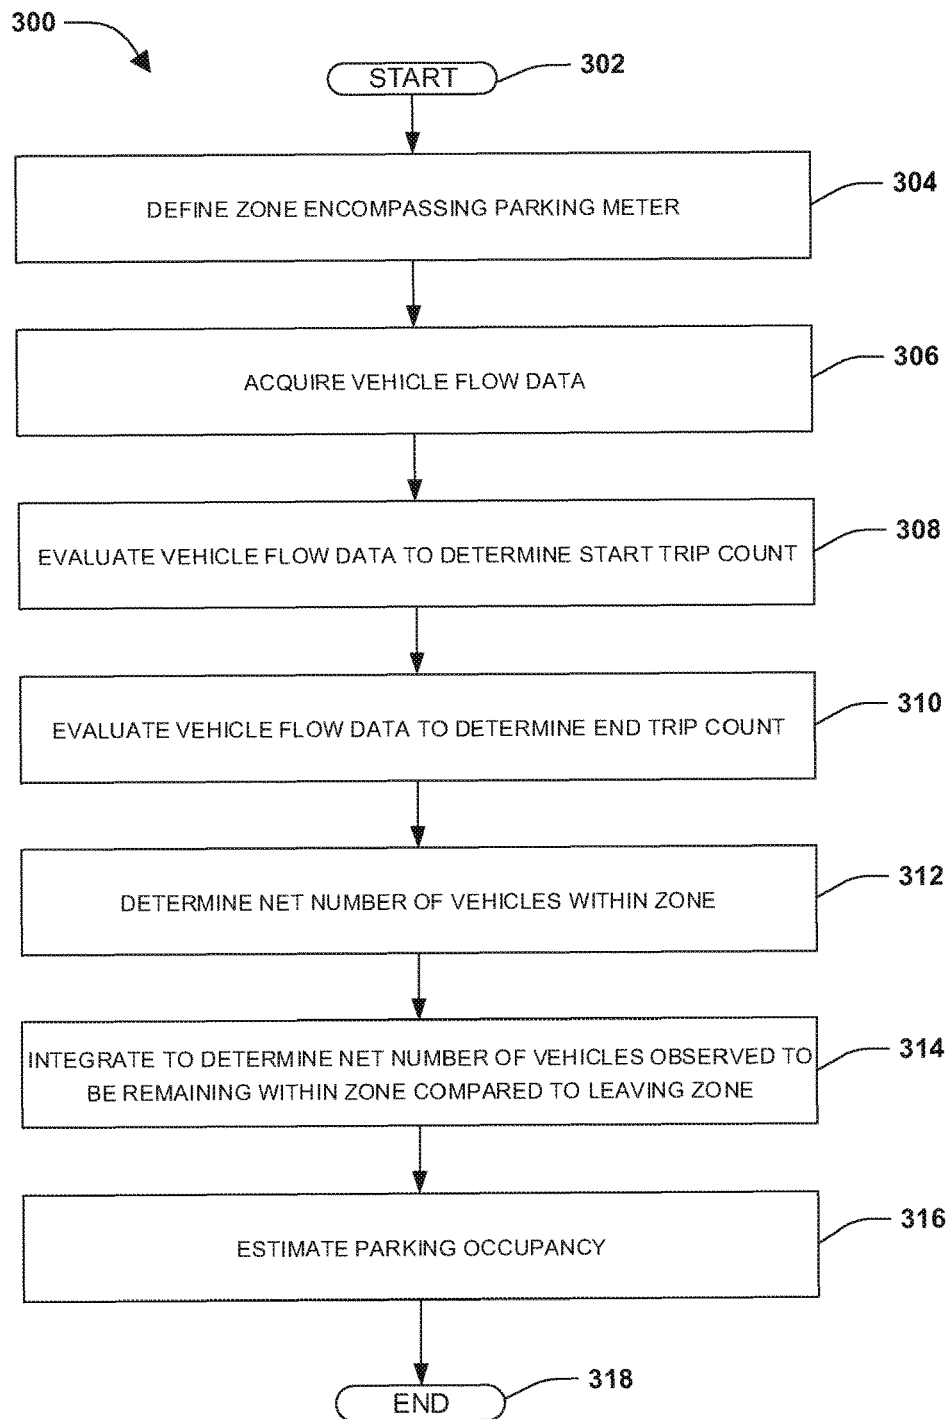 300
START
302
DEFINE ZONE ENCOMPASSING PARKING METER
304
ACQUIRE VEHICLE FLOW DATA
306
EVALUATE VEHICLE FLOW DATA TO DETERMINE START TRIP COUNT
308
EVALUATE VEHICLE FLOW DATA TO DETERMINE END TRIP COUNT
310
DETERMINE NET NUMBER OF VEHICLES WITHIN ZONE
312
INTEGRATE TO DETERMINE NET NUMBER OF VEHICLES OBSERVED TO
BE REMAINING WITHIN ZONE COMPARED TO LEAVING ZONE
314
ESTIMATE PARKING OCCUPANCY
316
END
318